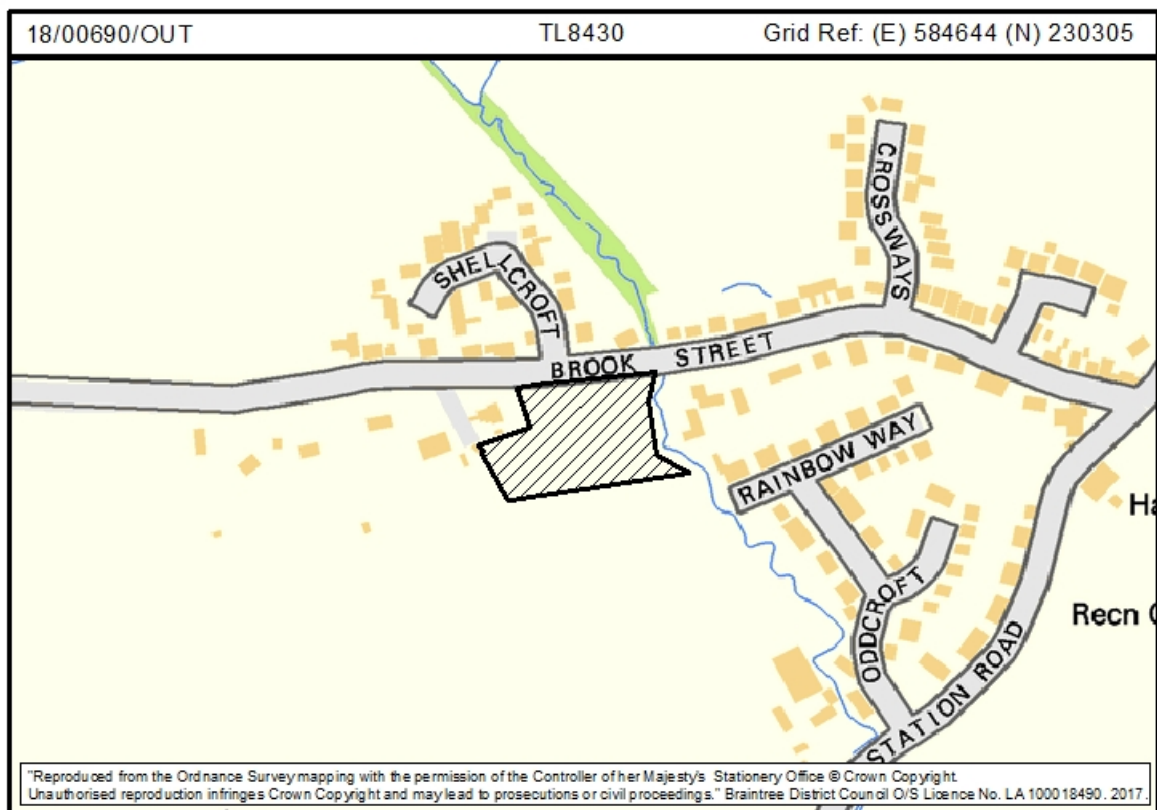 18/00690/OUT TL8430 Grid Ref: (E) 584644 (N) 230305
CROSSWAYS
SHELLCROFT
BROOK STREET
RAINBOW WAY
Ha
ODDCROFT
Recn
STATION ROAD
"Reproduced from the Ordnance Survey mapping with the permission of the Controller of her Majesty's Stationery Office © Crown Copyright.
Unauthorised reproduction infringes Crown Copyright and may lead to prosecutions or civil proceedings." Braintree District Council O/S Licence No. LA 100018490. 2017.